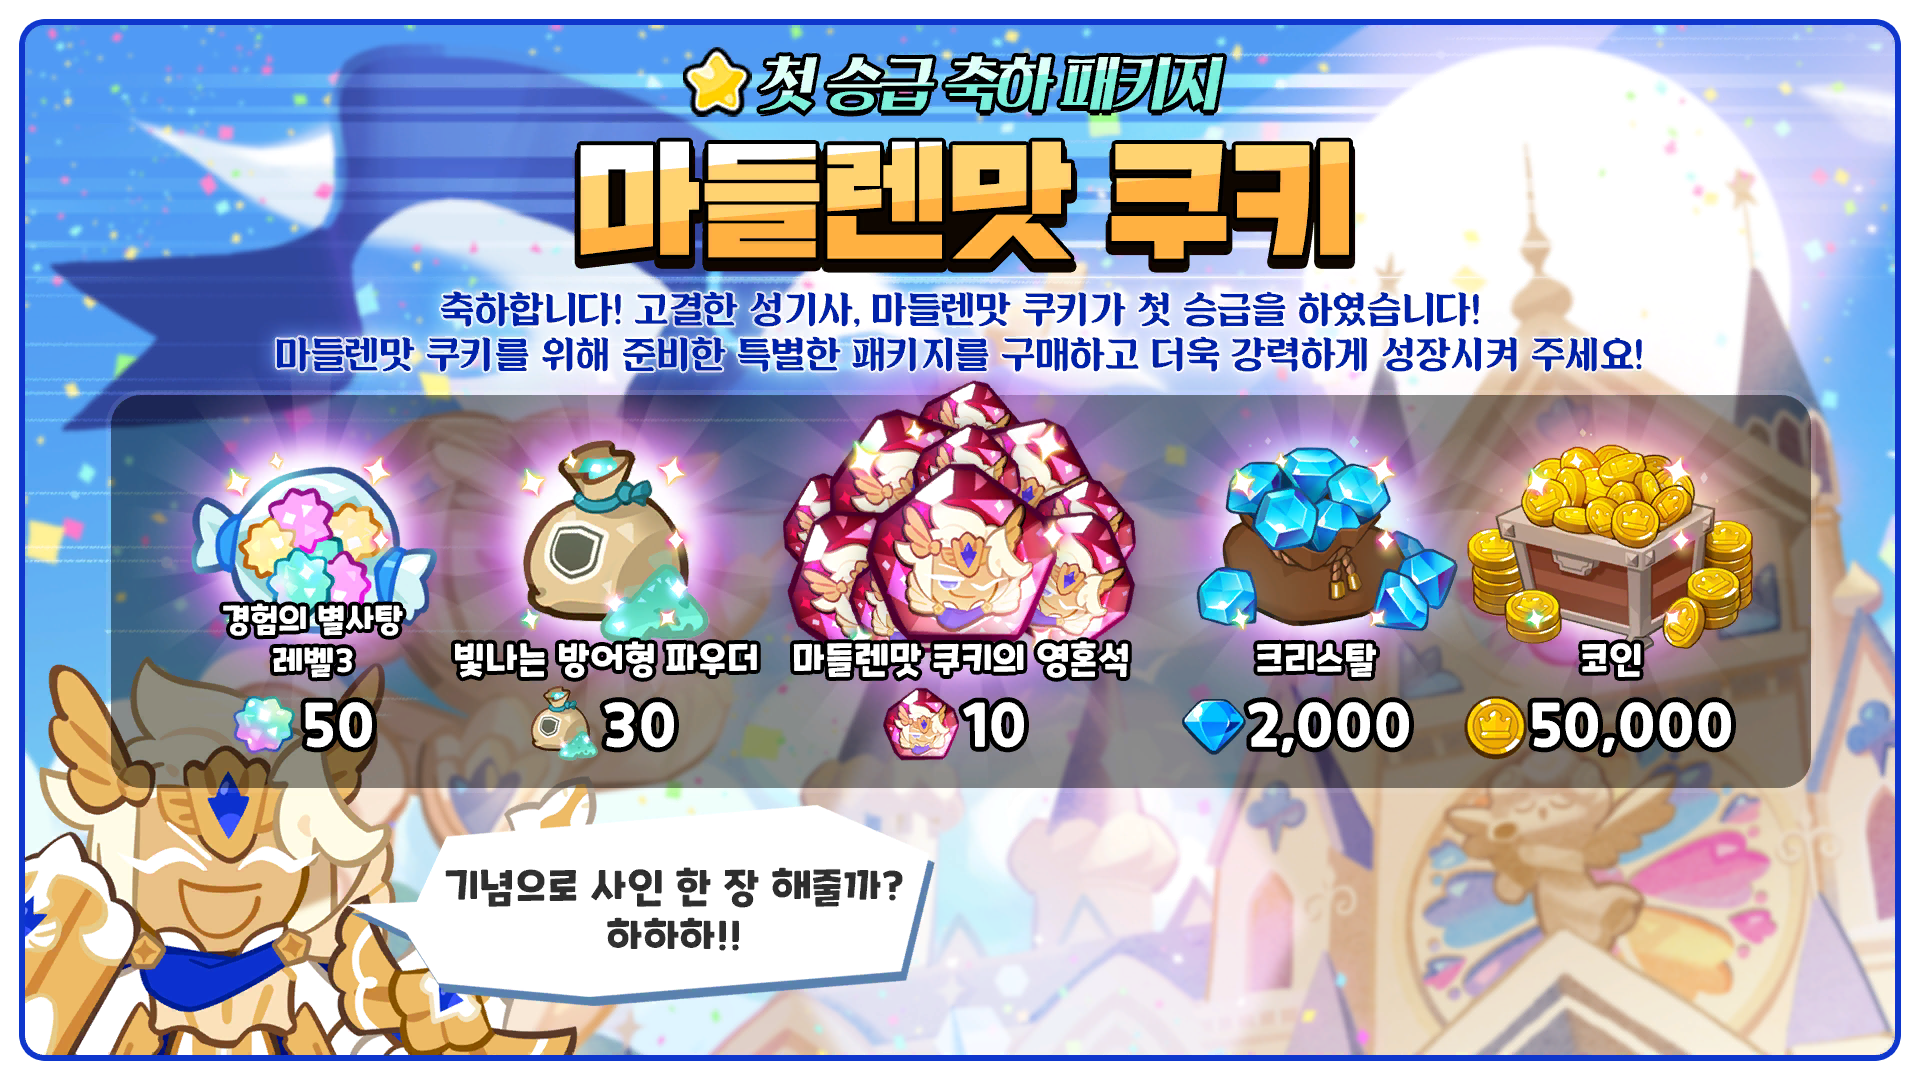 첫 승급 축하 패키지
마들렌맛 쿠키
축하합니다! 고결한 성기사, 마들렌맛 쿠키가 첫 승급을 하였습니다!
마들렌맛 쿠키를 위해 준비한 특별한 패키지를 구매하고 더욱 강력하게 성장시켜 주세요!
경험의 별사탕
레벨3
50
빛나는 방어형 파우더
30
마들렌맛 쿠키의 영혼석
10
크리스탈
2,000
코인
50,000
기념으로 사인 한 장 해줄까?
하하하!!